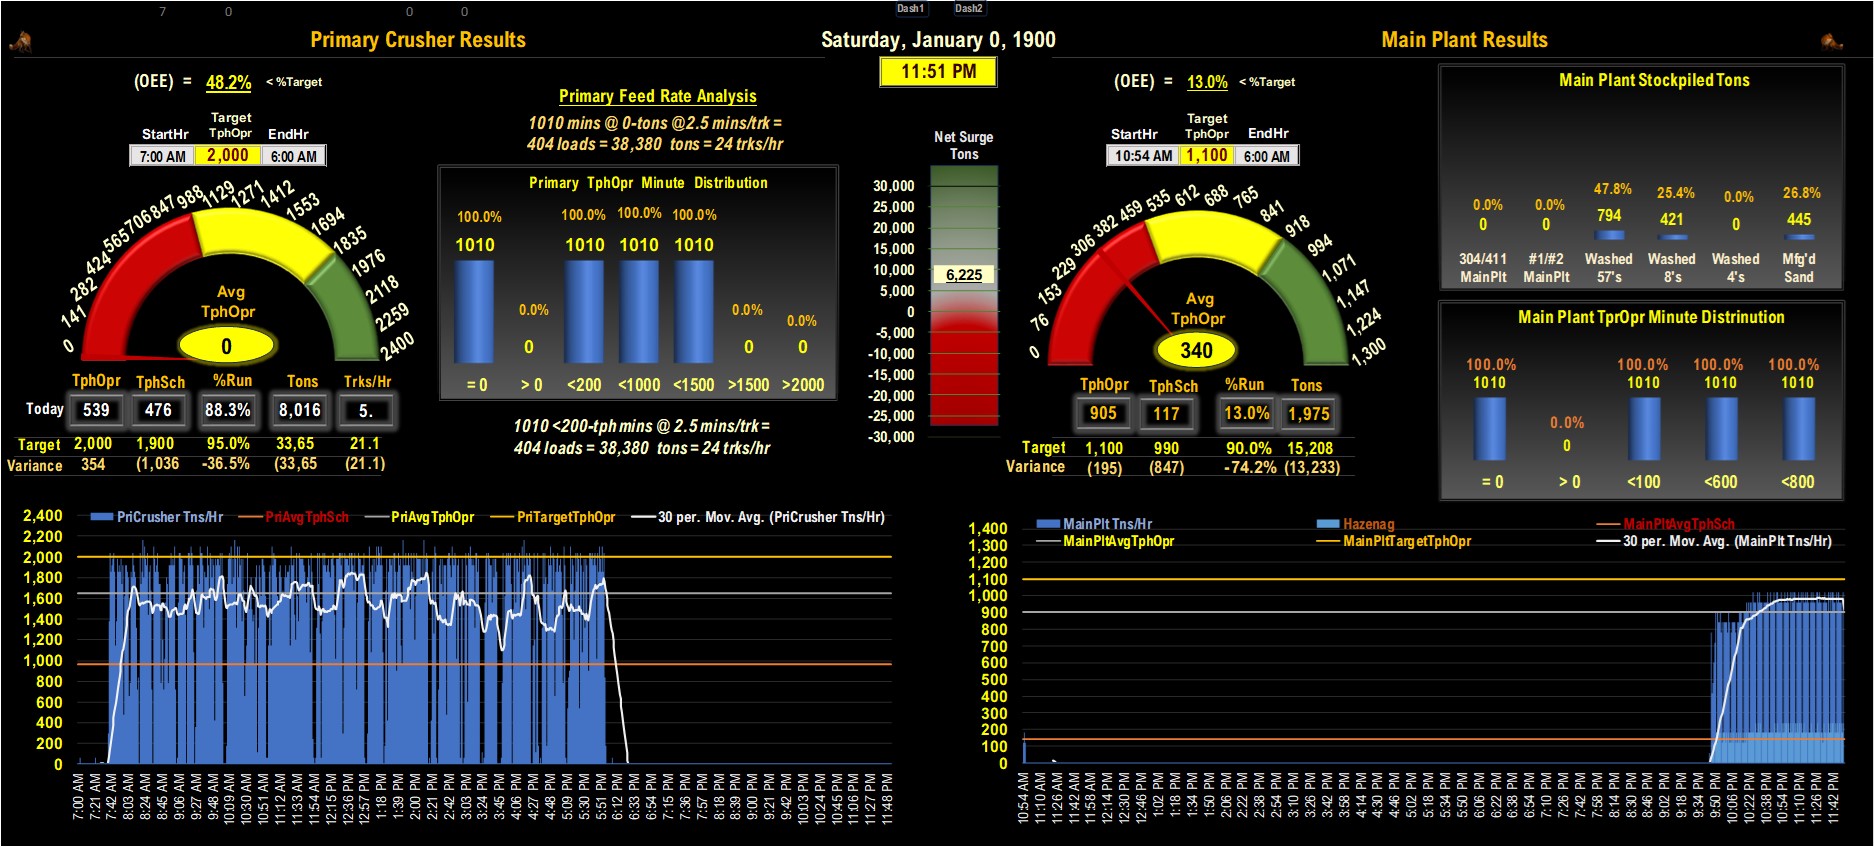 7 0 0 0 Dash1 Dash2
Primary Crusher Results
Saturday, January 0, 1900
Main Plant Results
11:51 PM
(OEE) = 48.2% < %Target
Target
StartHr TphOpr EndHr
7:00 AM 2,000 6:00 AM
0 141 282 424 565 706 847 988 1129 1271 1412 1553 1694 1835 1976 2118 2259 2400
Avg
TphOpr
0
TphOpr TphSch %Run Tons Trks/Hr
Today 539 476 88.3% 8,016 5.
Target 2,000 1,900 95.0% 33,65 21.1
Variance 354 (1,036 -36.5% (33,65 (21.1)
Primary Feed Rate Analysis
1010 mins @ 0-tons @2.5 mins/trk =
404 loads = 38,380 tons = 24 trks/hr
Primary TphOpr Minute Distribution
100.0% 0.0% 100.0% 100.0% 100.0% 0.0% 0.0%
1010 0 1010 1010 1010 0 0
= 0 > 0 <200 <1000 <1500 >1500 >2000
1010 <200-tph mins @ 2.5 mins/trk =
404 loads = 38,380 tons = 24 trks/hr
Net Surge
Tons
30,000
25,000
20,000
15,000
10,000
6,225
5,000
0
-5,000
-10,000
-15,000
-20,000
-25,000
-30,000
(OEE) = 13.0% < %Target
Target
StartHr TphOpr EndHr
10:54 AM 1,100 6:00 AM
0 76 153 229 306 382 459 535 612 688 765 841 918 994 1,071 1,147 1,224 1,300
Avg
TphOpr
340
TphOpr TphSch %Run Tons
905 117 13.0% 1,975
Target 1,100 990 90.0% 15,208
Variance (195) (847) -74.2% (13,233)
Main Plant Stockpiled Tons
0.0% 0.0% 47.8% 25.4% 0.0% 26.8%
0 0 794 421 0 445
304/411 #1/#2 Washed Washed Washed Mfg'd
MainPlt MainPlt 57's 8's 4's Sand
Main Plant TprOpr Minute Distrinution
100.0% 0.0% 100.0% 100.0% 100.0%
1010 0 1010 1010 1010
= 0 > 0 <100 <600 <800
PriCrusher Tns/Hr PriAvgTphSch PriAvgTphOpr PriTargetTphOpr 30 per. Mov. Avg. (PriCrusher Tns/Hr)
2,400
2,200
2,000
1,800
1,600
1,400
1,200
1,000
800
600
400
200
0
7:00 AM 7:21 AM 7:42 AM 8:03 AM 8:24 AM 8:45 AM 9:06 AM 9:27 AM 9:48 AM 10:09 AM 10:30 AM 10:51 AM 11:12 AM 11:33 AM 11:54 AM 12:15 PM 12:36 PM 12:57 PM 1:18 PM 1:39 PM 2:00 PM 2:21 PM 2:42 PM 3:03 PM 3:24 PM 3:45 PM 4:06 PM 4:27 PM 4:48 PM 5:09 PM 5:30 PM 5:51 PM 6:12 PM 6:33 PM 6:54 PM 7:15 PM 7:36 PM 7:57 PM 8:18 PM 8:39 PM 9:00 PM 9:21 PM 9:42 PM 10:03 PM 10:24 PM 10:45 PM 11:06 PM 11:27 PM 11:48 PM
MainPlt Tns/Hr Hazenag MainPltAvgTphSch
MainPltAvgTphOpr MainPltTargetTphOpr 30 per. Mov. Avg. (MainPlt Tns/Hr)
1,400
1,300
1,200
1,100
1,000
900
800
700
600
500
400
300
200
100
0
10:54 AM 11:10 AM 11:26 AM 11:42 AM 11:58 AM 12:14 PM 12:30 PM 12:46 PM 1:02 PM 1:18 PM 1:34 PM 1:50 PM 2:06 PM 2:22 PM 2:38 PM 2:54 PM 3:10 PM 3:26 PM 3:42 PM 3:58 PM 4:14 PM 4:30 PM 4:46 PM 5:02 PM 5:18 PM 5:34 PM 5:50 PM 6:06 PM 6:22 PM 6:38 PM 6:54 PM 7:10 PM 7:26 PM 7:42 PM 7:58 PM 8:14 PM 8:30 PM 8:46 PM 9:02 PM 9:18 PM 9:34 PM 9:50 PM 10:06 PM 10:22 PM 10:38 PM 10:54 PM 11:10 PM 11:26 PM 11:42 PM